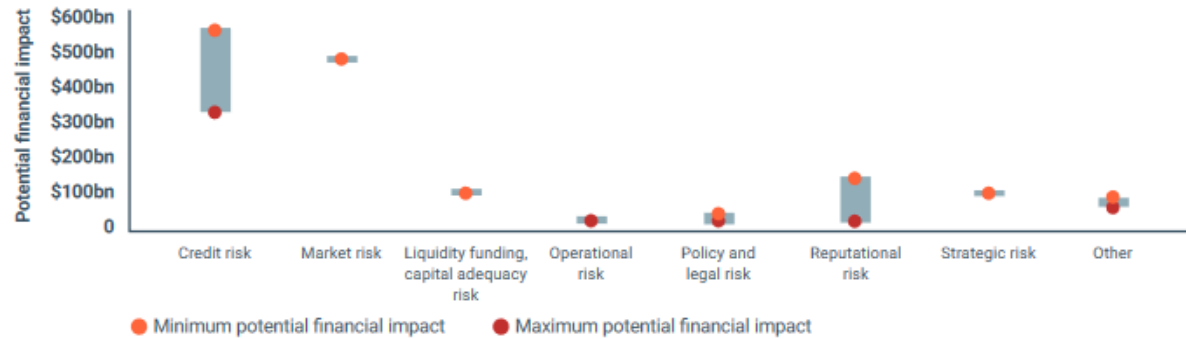 Potential financial impact
$600bn
$500bn
$400bn
$300bn
$200bn
$100bn
0
Credit risk
Market risk
Liquidity funding,
capital adequacy
risk
Operational
risk
Policy and
legal risk
Reputational
risk
Strategic risk
Other
Minimum potential financial impact
Maximum potential financial impact